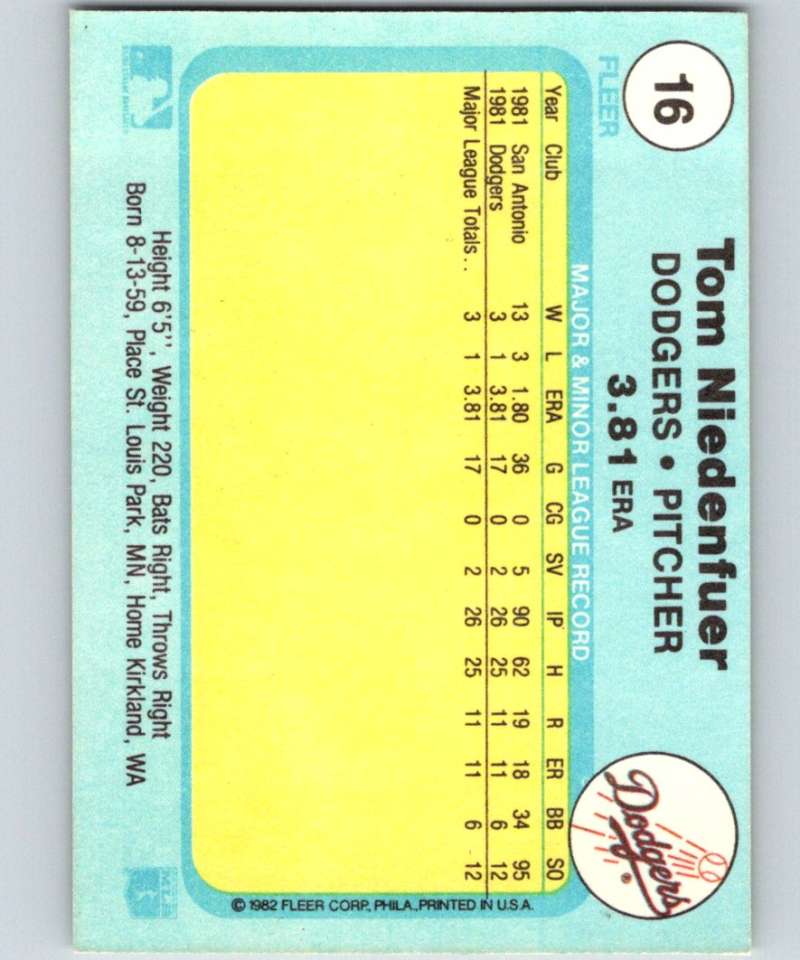 16
FLEER
Tom Niedenfuer
DODGERS • PITCHER
3.81 ERA
Dodgers
MAJOR & MINOR LEAGUE RECORD
Year Club W L ERA G CG SV IP H R ER BB SO
1981 San Antonio 13 3 1.80 36 0 5 90 62 19 18 34 95
1981 Dodgers 3 1 3.81 17 0 2 26 25 11 11 6 12
Major League Totals . . 3 1 3.81 17 0 2 26 25 11 11 6 12
© 1982 FLEER CORP., PHILA., PRINTED IN U.S.A.
Height 6'5'', Weight 220, Bats Right, Throws Right
Born 8-13-59, Place St. Louis Park, MN, Home Kirkland, WA